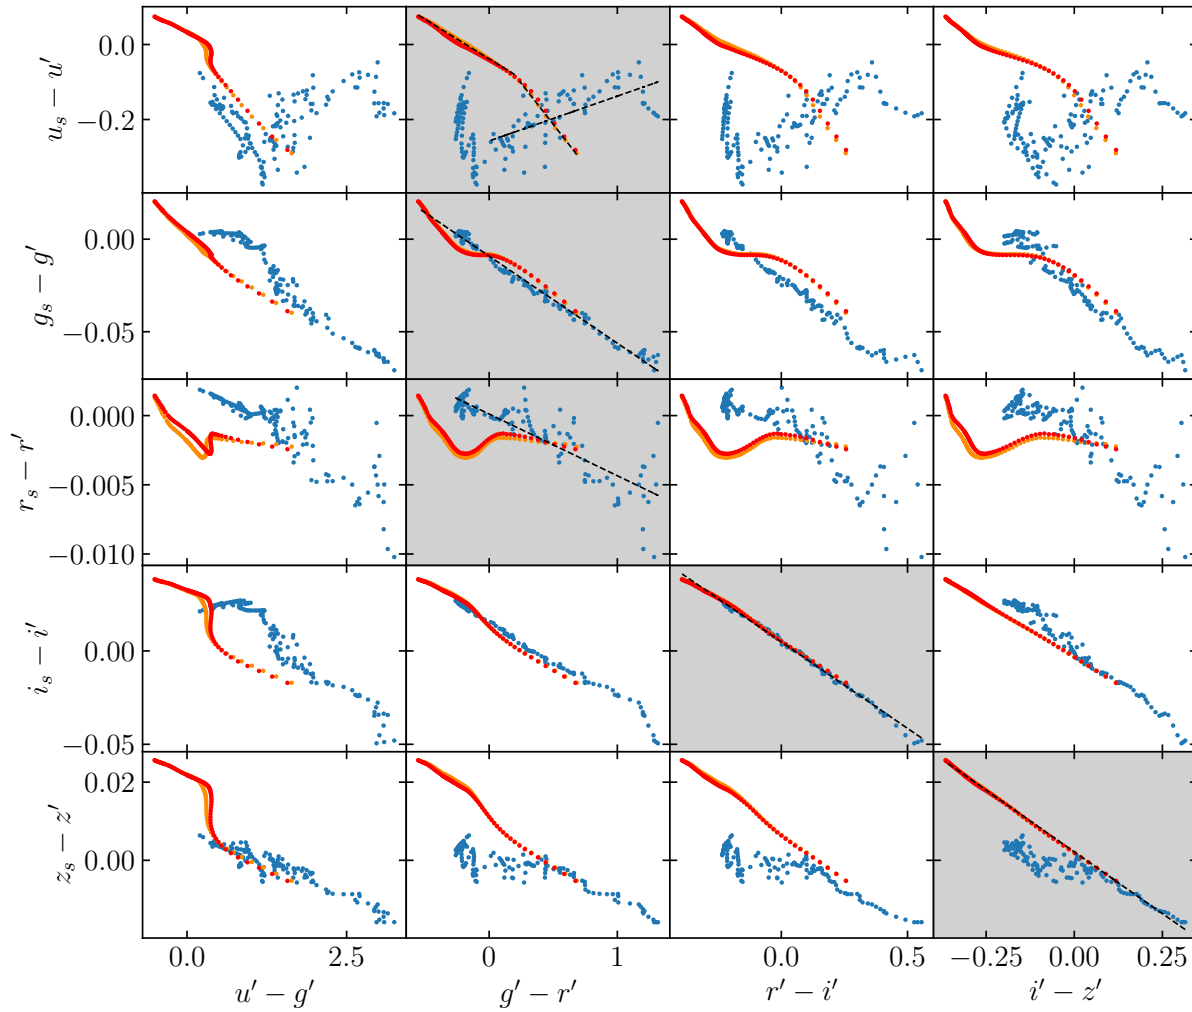 u_s − u′
0.0
−0.2
g_s − g′
0.00
−0.05
r_s − r′
0.000
−0.005
−0.010
i_s − i′
0.00
−0.05
z_s − z′
0.02
0.00
0.0 2.5 0 1 0.0 0.5 −0.25 0.00 0.25
u′ − g′ g′ − r′ r′ − i′ i′ − z′